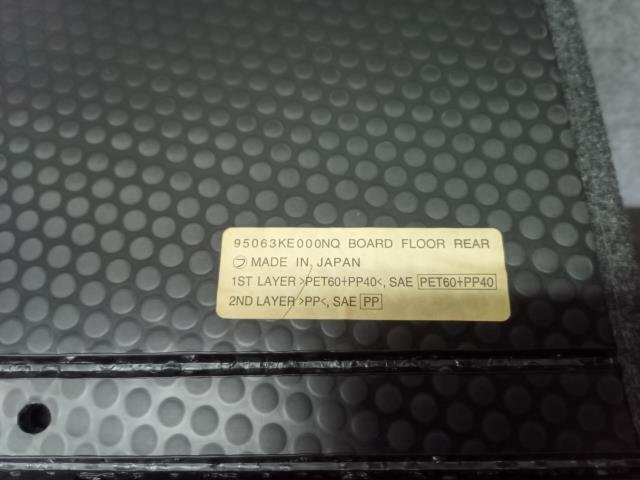 95063KE000NQ BOARD FLOOR REAR
フ MADE IN JAPAN
1ST LAYER >PET60+PP40<, SAE PET60+PP40
2ND LAYER >PP<, SAE PP